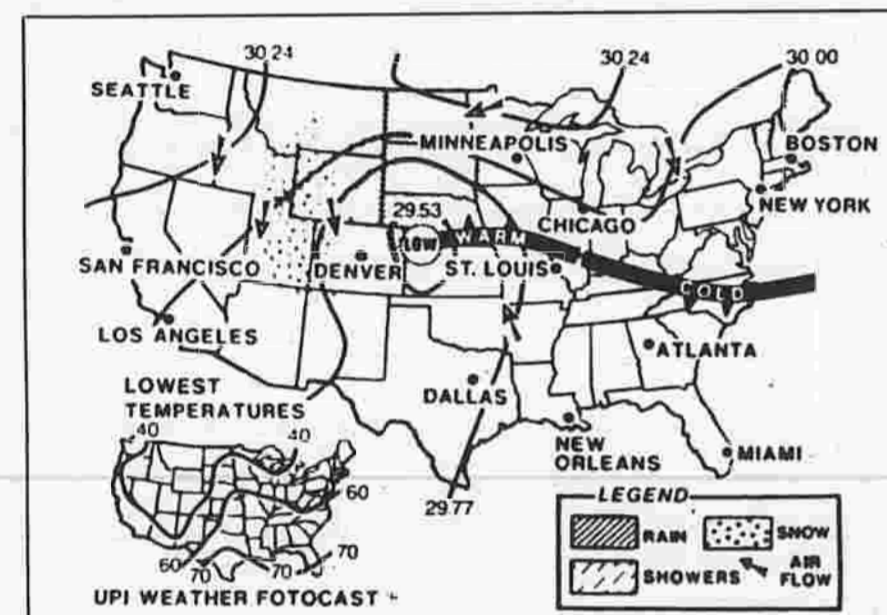 30.24
30.24
30.00
SEATTLE
MINNEAPOLIS
BOSTON
NEW YORK
29.53
CHICAGO
LOW
WARM
SAN FRANCISCO
DENVER
ST. LOUIS
COLD
LOS ANGELES
ATLANTA
LOWEST
TEMPERATURES
DALLAS
NEW
ORLEANS
MIAMI
40
40
60
29.77
60
70
70
70
LEGEND
RAIN
SNOW
SHOWERS
AIR
FLOW
UPI WEATHER FOTOCAST